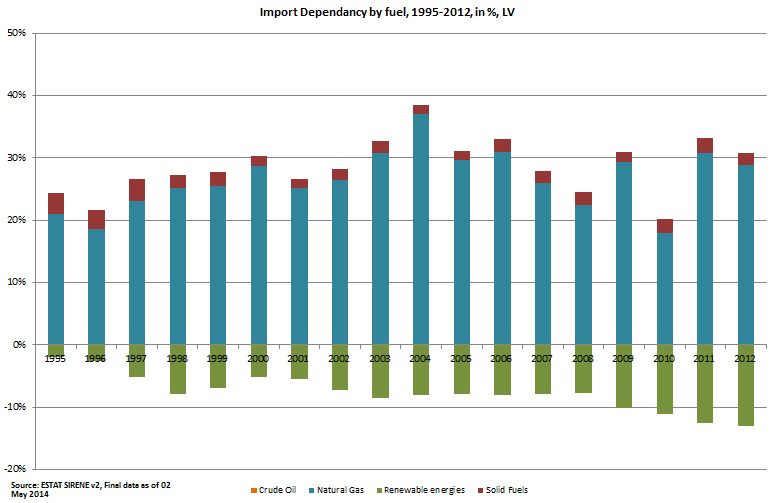 Import Dependancy by fuel, 1995-2012, in %, LV
50%
40%
30%
20%
10%
0%
-10%
-20%
1995 1996 1997 1998 1999 2000 2001 2002 2003 2004 2005 2006 2007 2008 2009 2010 2011 2012
Source: ESTAT SIRENE v2, Final data as of 02
May 2014
Crude Oil Natural Gas Renewable energies Solid Fuels